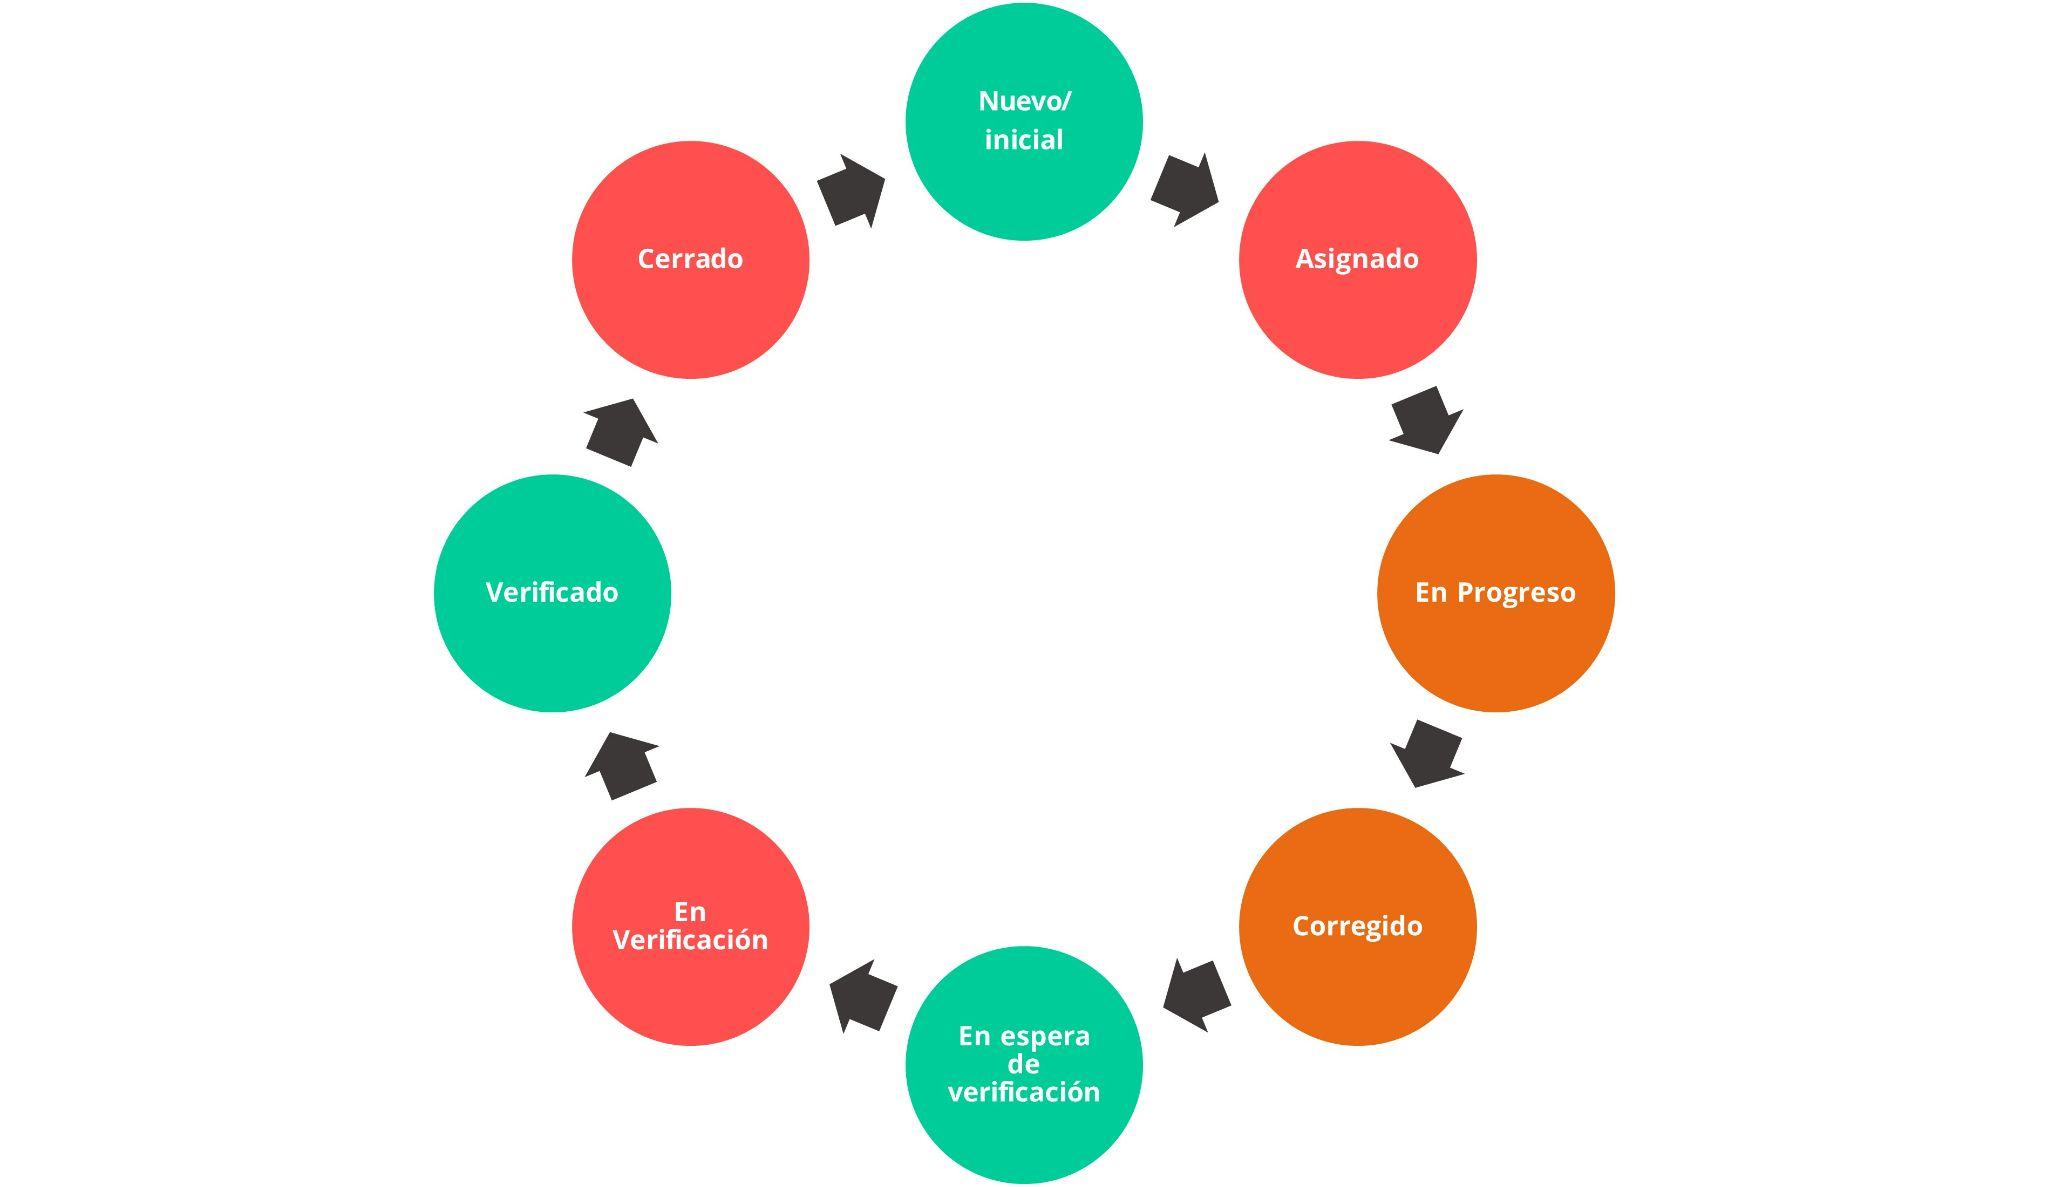 Nuevo/
inicial
Asignado
En Progreso
Corregido
En espera
de
verificación
En
Verificación
Verificado
Cerrado